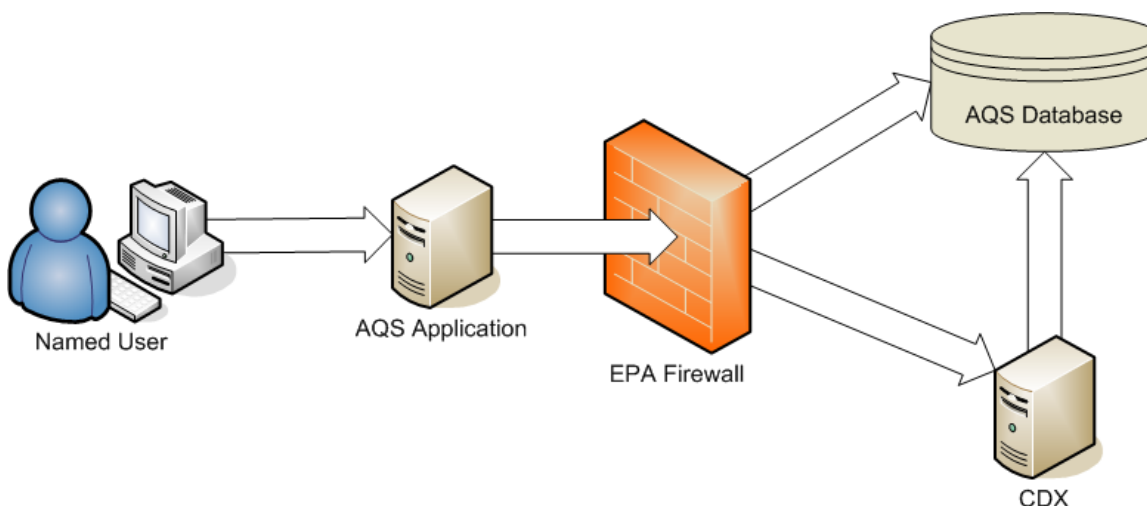 AQS Database
Named User
AQS Application
EPA Firewall
CDX